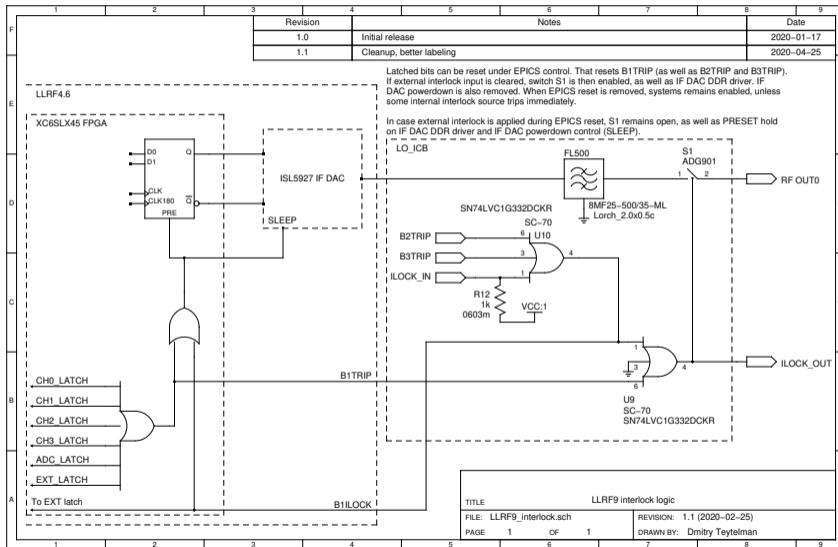 1 2 3 4 5 6 7 8 9
F
E
D
C
B
A
Revision Notes Date
1.0 Initial release 2020-01-17
1.1 Cleanup, better labeling 2020-04-25
Latched bits can be reset under EPICS control. That resets B1TRIP (as well as B2TRIP and B3TRIP).
If external interlock input is cleared, switch S1 is then enabled, as well as IF DAC DDR driver. IF
DAC powerdown is also removed. When EPICS reset is removed, systems remains enabled, unless
some internal interlock source trips immediately.
In case external interlock is applied during EPICS reset, S1 remains open, as well as PRESET hold
on IF DAC DDR driver and IF DAC powerdown control (SLEEP).
LLRF4.6
XC6SLX45 FPGA
D0 Q
D1
CLK
CLK180 Q
PRE
ISL5927 IF DAC
SLEEP
LO_ICB
FL500
8MF25-500/35-ML
Lorch_2.0x0.5c
S1
ADG901
1 2
RF OUT0
SN74LVC1G332DCKR
SC-70
U10
B2TRIP 6
B3TRIP 3 4
ILOCK_IN 1
R12
1k
0603m
VCC:1
1
3 4
6
ILOCK_OUT
U9
SC-70
SN74LVC1G332DCKR
B1TRIP
CH0_LATCH
CH1_LATCH
CH2_LATCH
CH3_LATCH
ADC_LATCH
EXT_LATCH
To EXT latch
B1ILOCK
TITLE LLRF9 interlock logic
FILE: LLRF9_interlock.sch REVISION: 1.1 (2020-02-25)
PAGE 1 OF 1 DRAWN BY: Dmitry Teytelman
1 2 3 4 5 6 7 8 9